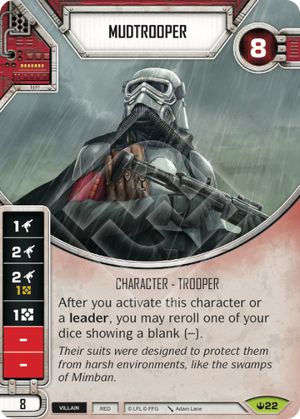 MUDTROOPER
8
1
2
2
1
1
–
–
8
CHARACTER - TROOPER
After you activate this character or
a leader, you may reroll one of your
dice showing a blank (–).
Their suits were designed to protect them
from harsh environments, like the swamps
of Mimban.
VILLAIN
RED
© LFL © FFG
Adam Lane
22